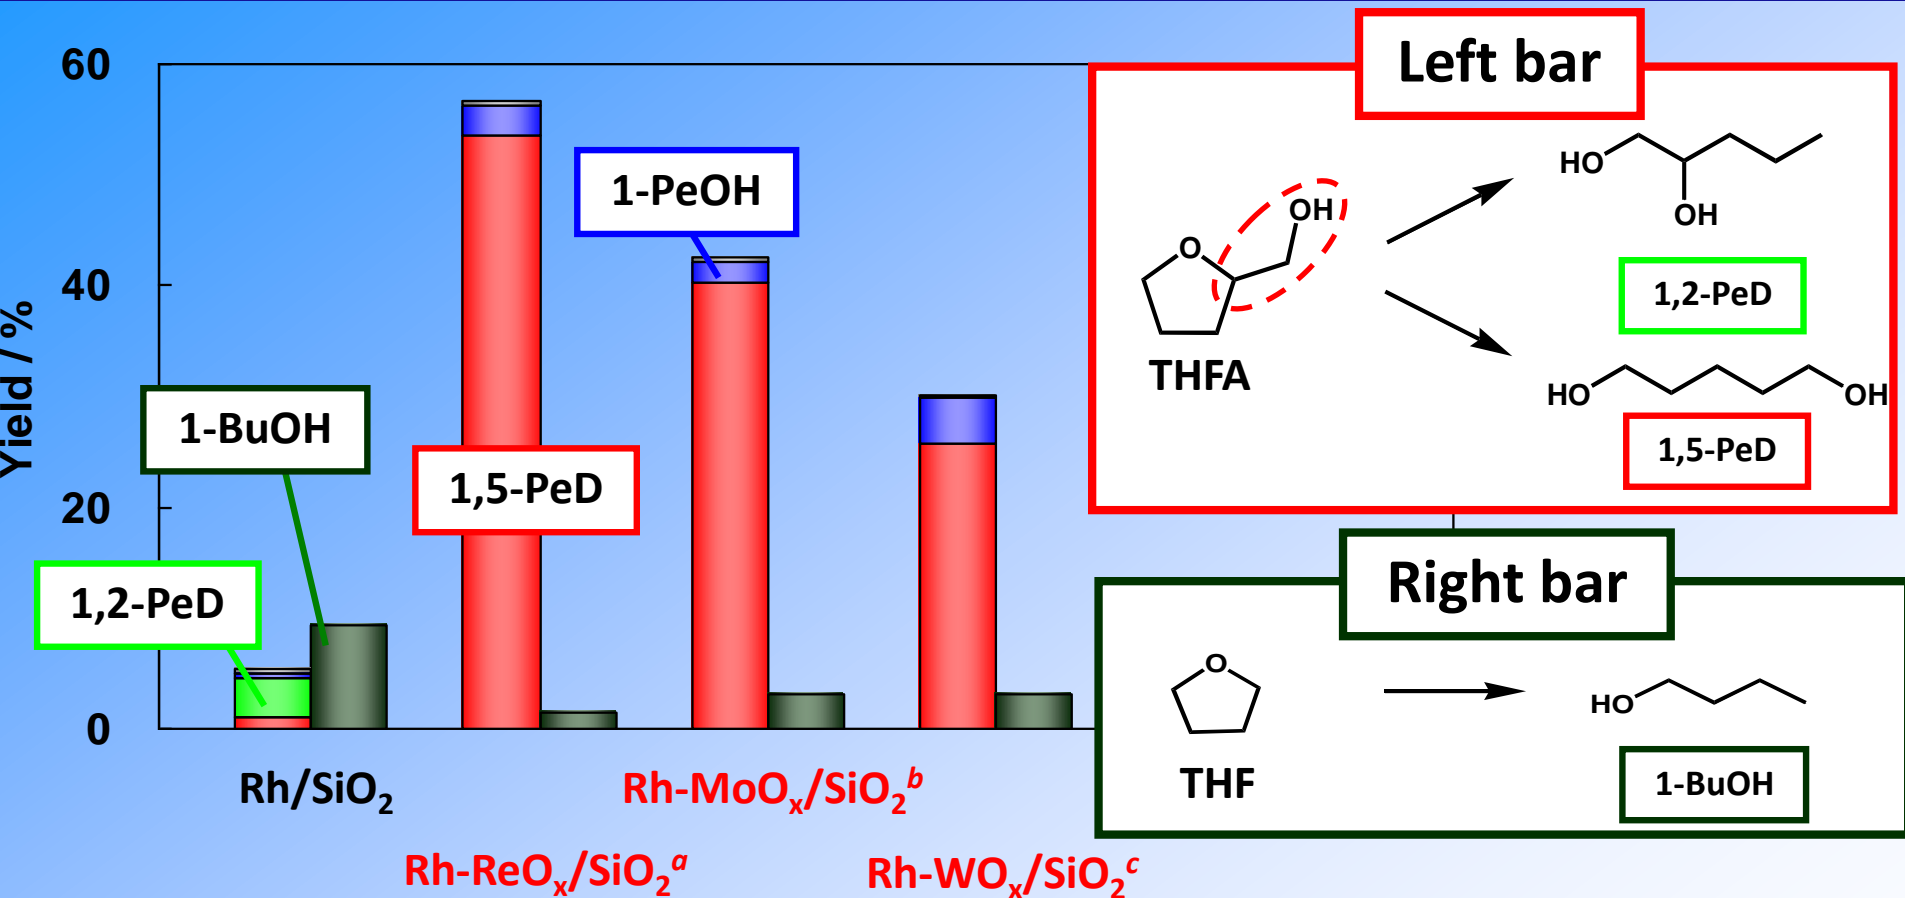 60
40
20
0
Yield / %
1-BuOH
1,2-PeD
1,5-PeD
1-PeOH
Rh/SiO₂
Rh-ReOₓ/SiO₂ᵃ
Rh-MoOₓ/SiO₂ᵇ
Rh-WOₓ/SiO₂ᶜ
Left bar
O
OH
THFA
HO
OH
1,2-PeD
HO
OH
1,5-PeD
Right bar
O
THF
HO
1-BuOH